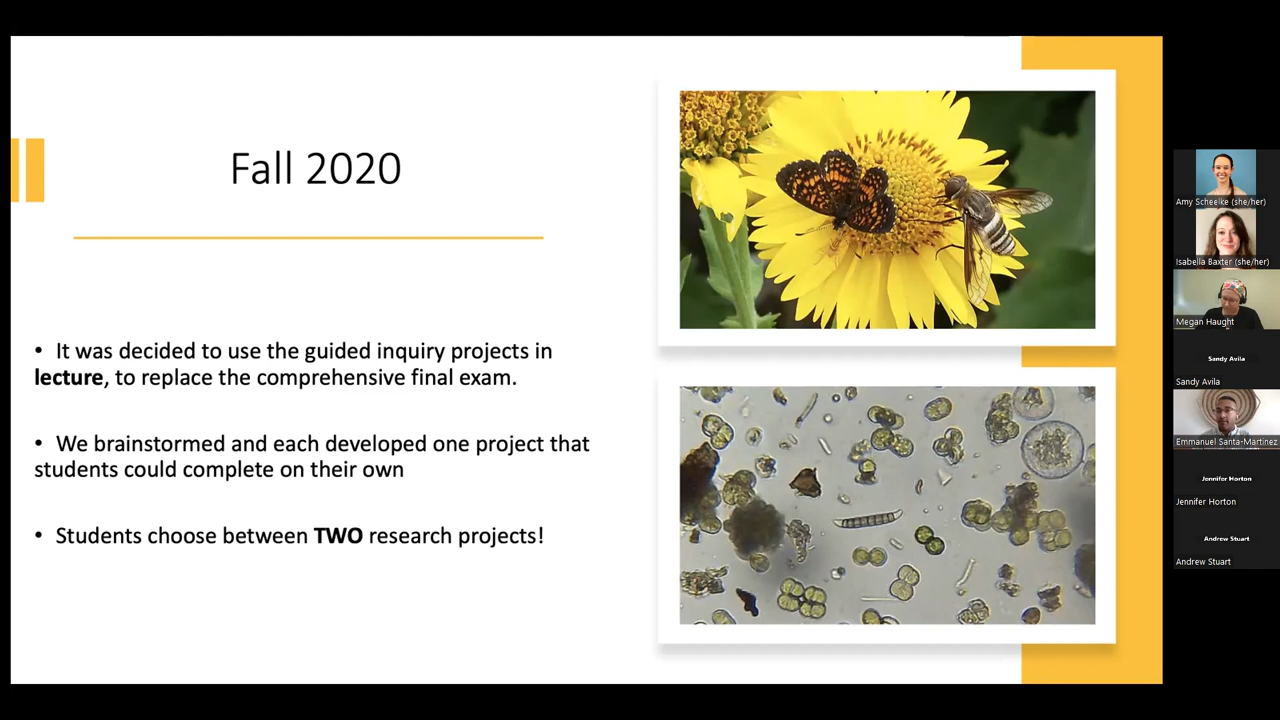 Fall 2020
• It was decided to use the guided inquiry projects in
lecture, to replace the comprehensive final exam.
• We brainstormed and each developed one project that
students could complete on their own
• Students choose between TWO research projects!
Amy Scheelke (she/her)
Isabella Baxter (she/her)
Megan Haught
Sandy Avila
Sandy Avila
Emmanuel Santa-Martinez
Jennifer Horton
Jennifer Horton
Andrew Stuart
Andrew Stuart